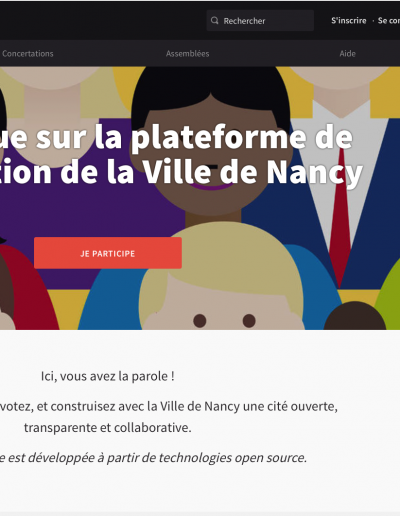 Rechercher
S'inscrire · Se con
Concertations Assemblées Aide
ue sur la plateforme de
tion de la Ville de Nancy
JE PARTICIPE
Ici, vous avez la parole !
votez, et construisez avec la Ville de Nancy une cité ouverte,
transparente et collaborative.
e est développée à partir de technologies open source.